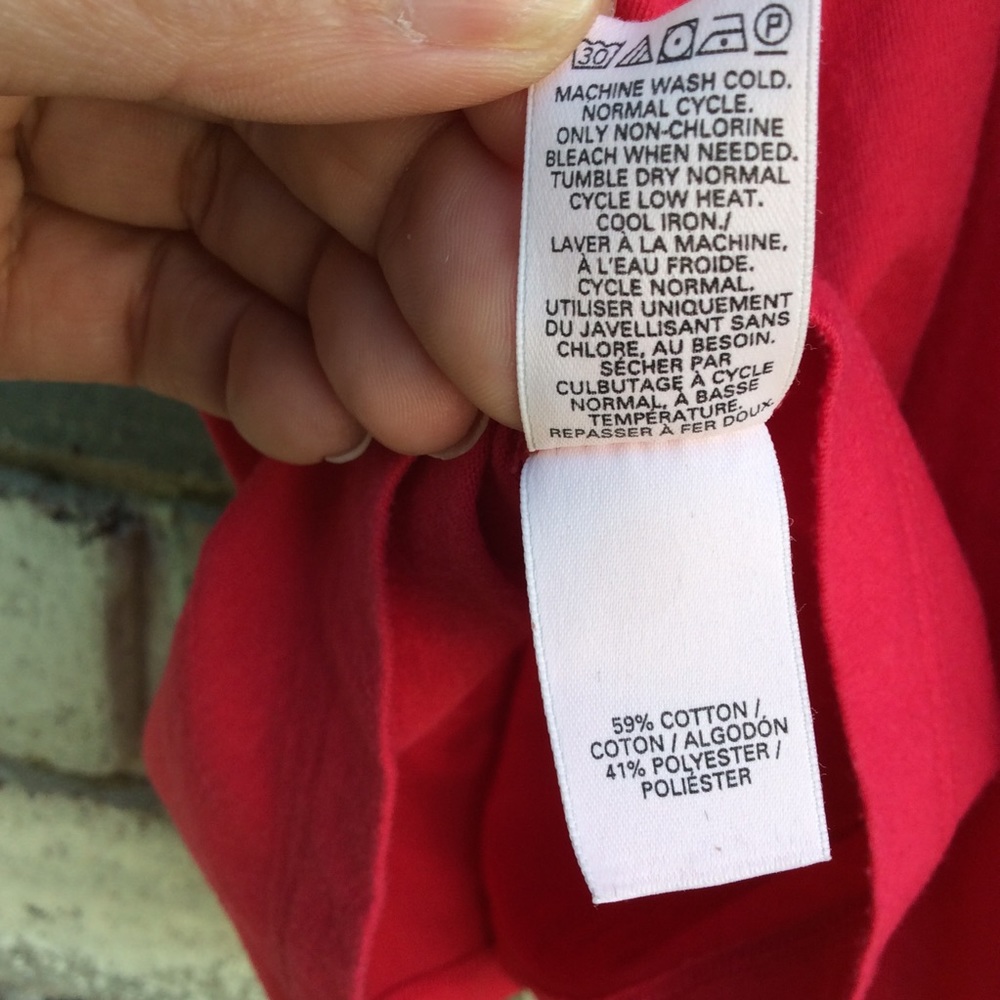 30 P
MACHINE WASH COLD.
NORMAL CYCLE.
ONLY NON-CHLORINE
BLEACH WHEN NEEDED.
TUMBLE DRY NORMAL
CYCLE LOW HEAT.
COOL IRON./
LAVER À LA MACHINE,
À L'EAU FROIDE.
CYCLE NORMAL.
UTILISER UNIQUEMENT
DU JAVELLISANT SANS
CHLORE, AU BESOIN.
SÉCHER PAR
CULBUTAGE À CYCLE
NORMAL, À BASSE
TEMPÉRATURE.
REPASSER À FER DOUX.
59% COTTON /
COTON / ALGODÓN
41% POLYESTER /
POLIÉSTER